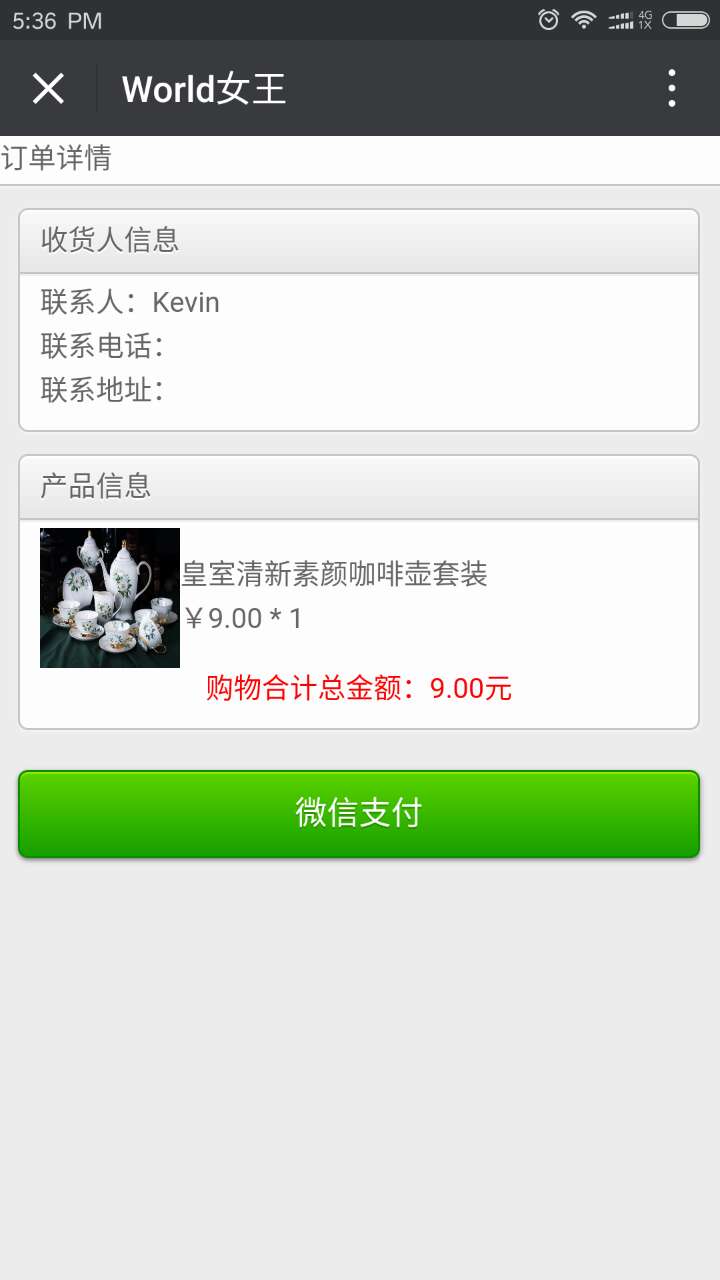 5:36 PM
4G
1X
World女王
订单详情
收货人信息
联系人：Kevin
联系电话：
联系地址：
产品信息
皇室清新素颜咖啡壶套装
￥9.00 * 1
购物合计总金额：9.00元
微信支付